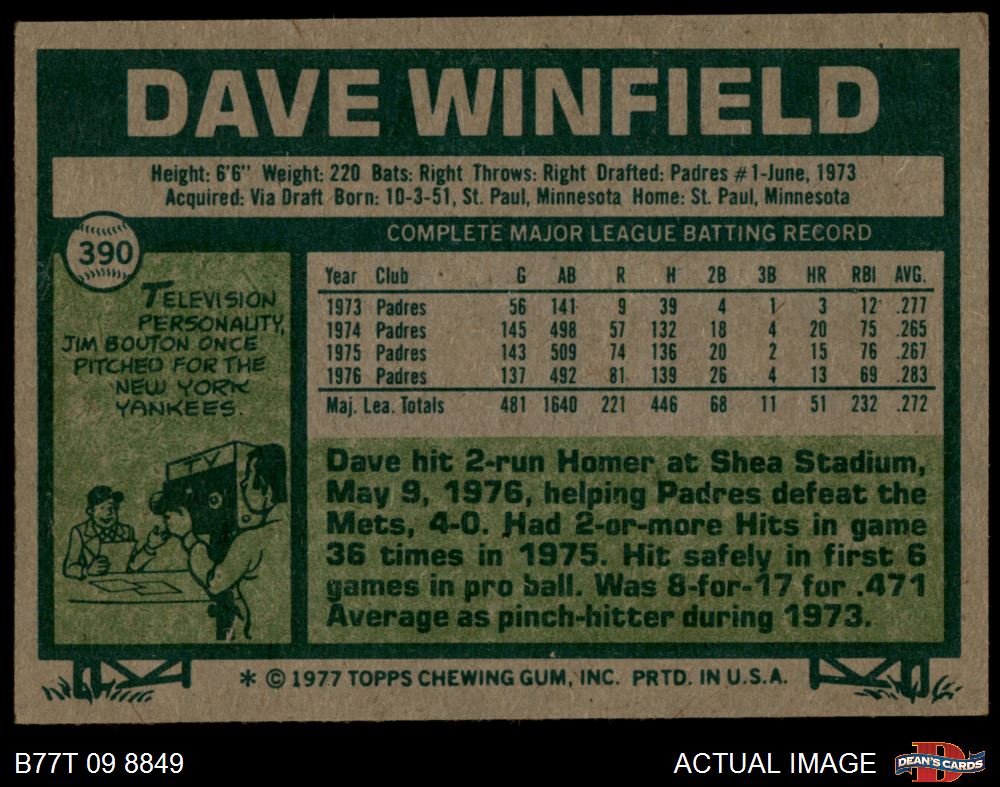 DAVE WINFIELD
Height: 6'6" Weight: 220 Bats: Right Throws: Right Drafted: Padres #1-June, 1973
Acquired: Via Draft Born: 10-3-51, St. Paul, Minnesota Home: St. Paul, Minnesota
390
TELEVISION
PERSONALITY,
JIM BOUTON ONCE
PITCHED FOR THE
NEW YORK
YANKEES.
TV
COMPLETE MAJOR LEAGUE BATTING RECORD
Year Club G AB R H 2B 3B HR RBI AVG.
1973 Padres 56 141 9 39 4 1 3 12 .277
1974 Padres 145 498 57 132 18 4 20 75 .265
1975 Padres 143 509 74 136 20 2 15 76 .267
1976 Padres 137 492 81 139 26 4 13 69 .283
Maj. Lea. Totals 481 1640 221 446 68 11 51 232 .272
Dave hit 2-run Homer at Shea Stadium,
May 9, 1976, helping Padres defeat the
Mets, 4-0. Had 2-or-more Hits in game
36 times in 1975. Hit safely in first 6
games in pro ball. Was 8-for-17 for .471
Average as pinch-hitter during 1973.
* © 1977 TOPPS CHEWING GUM, INC. PRTD. IN U.S.A.
B77T 09 8849
ACTUAL IMAGE
D
DEAN'S CARDS